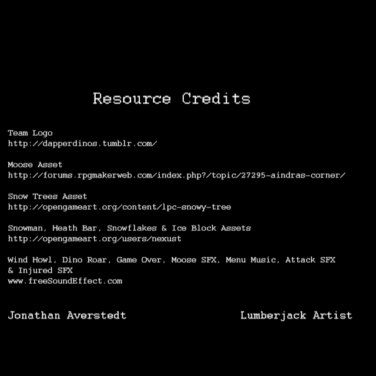 Resource Credits
Team Logo
http://dapperdinos.tumblr.com/
Moose Asset
http://forums.rpgmakerweb.com/index.php?/topic/27295-aindras-corner/
Snow Trees Asset
http://opengameart.org/content/lpc-snowy-tree
Snowman, Heath Bar, Snowflakes & Ice Block Assets
http://opengameart.org/users/nexust
Wind Howl, Dino Roar, Game Over, Moose SFX, Menu Music, Attack SFX
& Injured SFX
www.freeSoundEffect.com
Jonathan Averstedt Lumberjack Artist